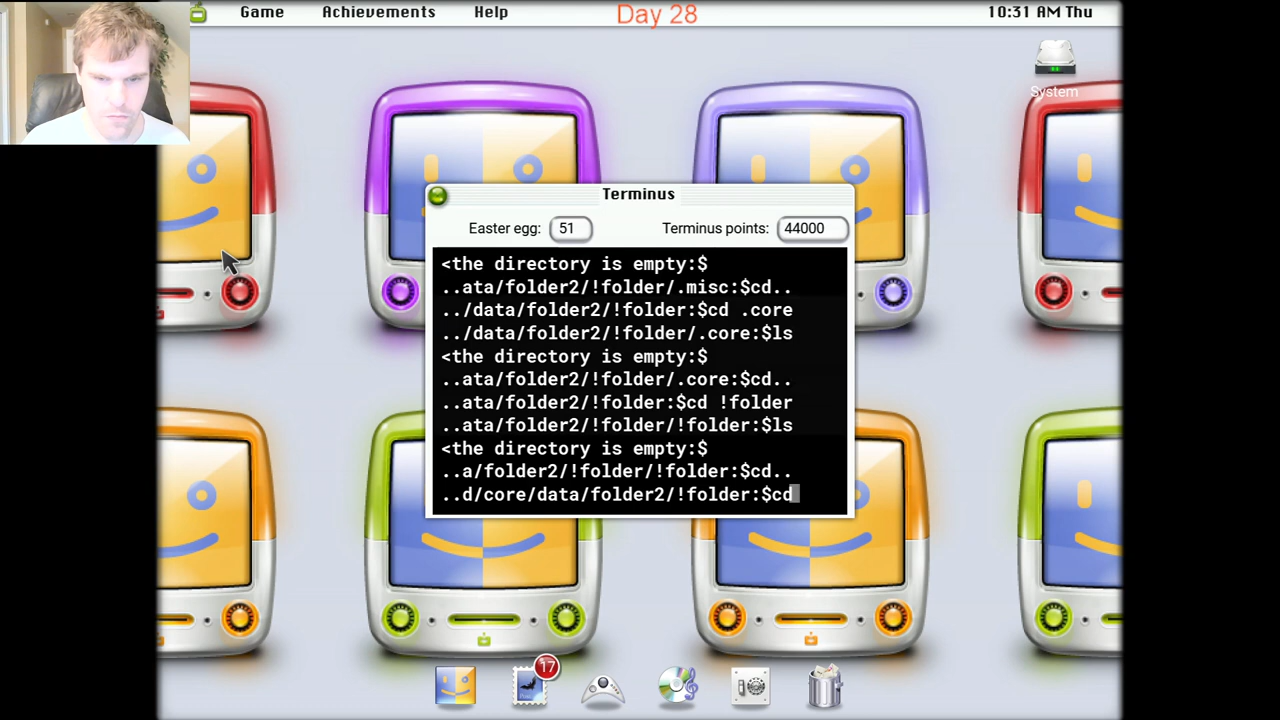 Game Achievements Help Day 28 10:31 AM Thu
System
Terminus
Easter egg: 51 Terminus points: 44000
<the directory is empty:$
..ata/folder2/!folder/.misc:$cd..
../data/folder2/!folder:$cd .core
../data/folder2/!folder/.core:$ls
<the directory is empty:$
..ata/folder2/!folder/.core:$cd..
..ata/folder2/!folder:$cd !folder
..ata/folder2/!folder/!folder:$ls
<the directory is empty:$
..a/folder2/!folder/!folder:$cd..
..d/core/data/folder2/!folder:$cd
17